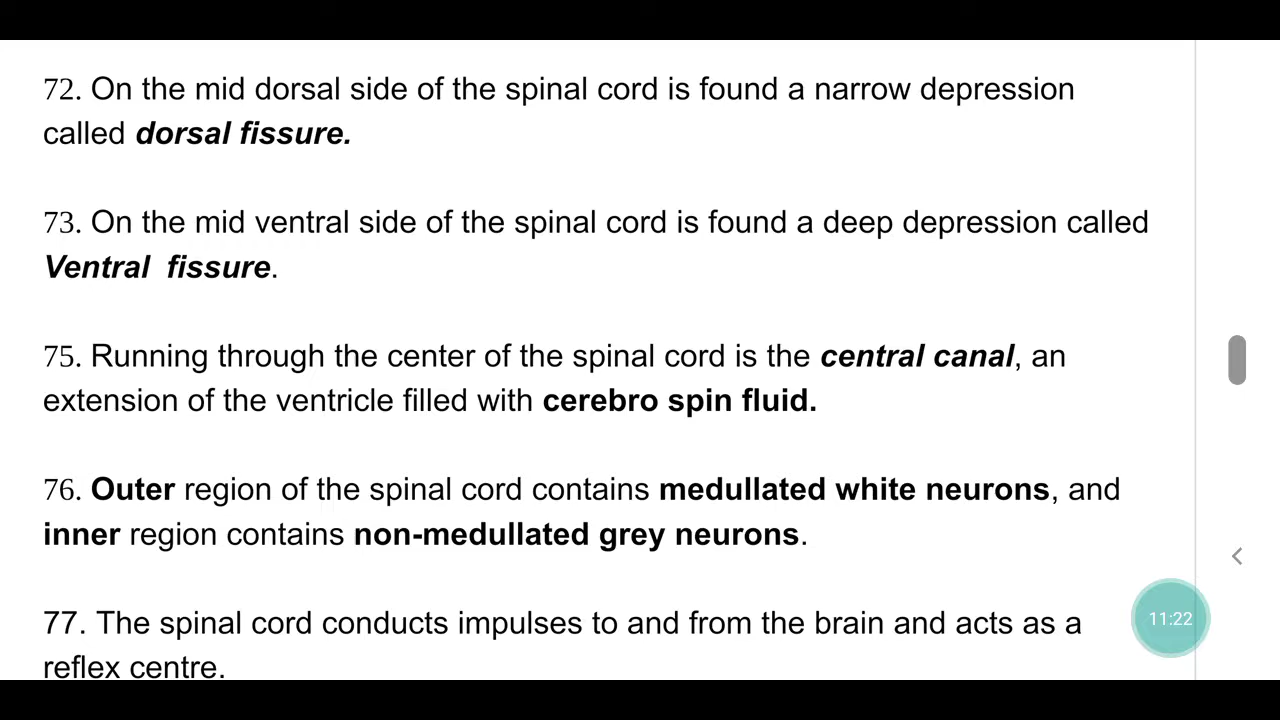 72. On the mid dorsal side of the spinal cord is found a narrow depression
called dorsal fissure.
73. On the mid ventral side of the spinal cord is found a deep depression called
Ventral fissure.
75. Running through the center of the spinal cord is the central canal, an
extension of the ventricle filled with cerebro spin fluid.
76. Outer region of the spinal cord contains medullated white neurons, and
inner region contains non-medullated grey neurons.
77. The spinal cord conducts impulses to and from the brain and acts as a
reflex centre.
11:22